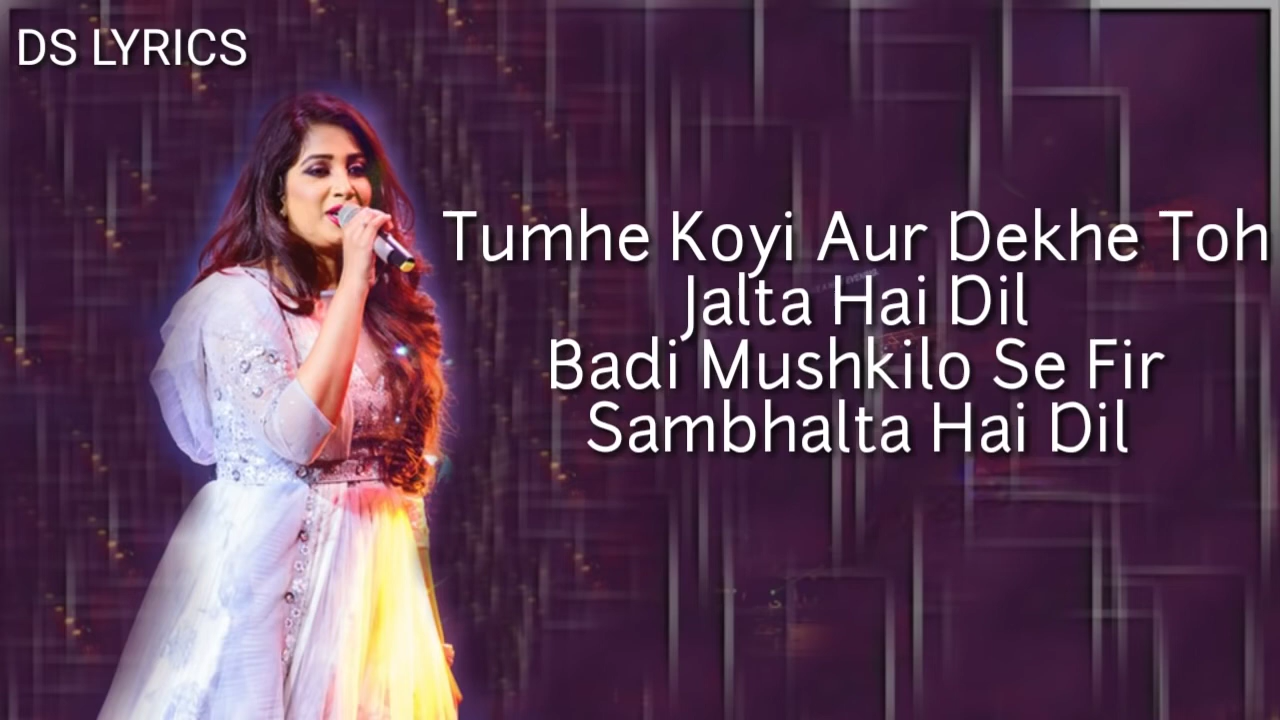 DS LYRICS
Tumhe Koyi Aur Dekhe Toh
Jalta Hai Dil
Badi Mushkilo Se Fir
Sambhalta Hai Dil